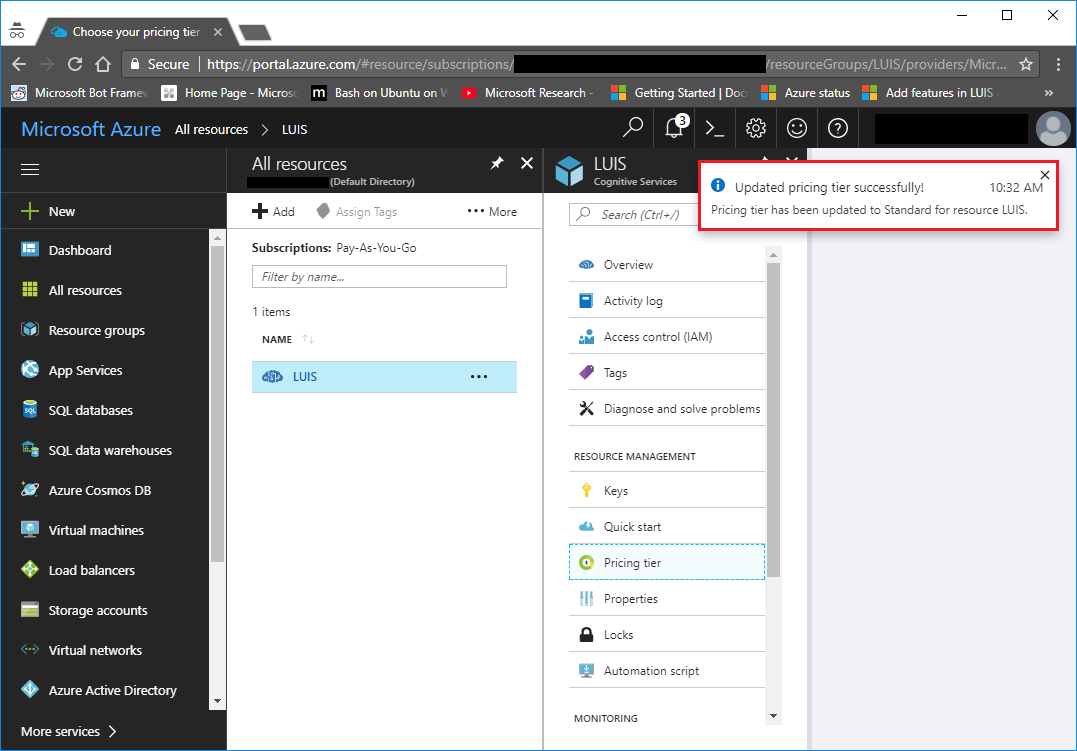 Choose your pricing tier
Secure
https://portal.azure.com/#resource/subscriptions/
/resourceGroups/LUIS/providers/Micr...
Microsoft Bot Framew
Home Page - Microsc
m
Bash on Ubuntu on W
Microsoft Research -
Getting Started | Doc
Azure status
Add features in LUIS
»
Microsoft Azure
All resources
LUIS
3
New
Dashboard
All resources
Resource groups
App Services
SQL databases
SQL data warehouses
Azure Cosmos DB
Virtual machines
Load balancers
Storage accounts
Virtual networks
Azure Active Directory
More services
All resources
(Default Directory)
Add
Assign Tags
More
Subscriptions: Pay-As-You-Go
Filter by name...
1 items
NAME
LUIS
LUIS
Cognitive Services
Search (Ctrl+/)
Overview
Activity log
Access control (IAM)
Tags
Diagnose and solve problems
RESOURCE MANAGEMENT
Keys
Quick start
Pricing tier
Properties
Locks
Automation script
MONITORING
Updated pricing tier successfully!
10:32 AM
Pricing tier has been updated to Standard for resource LUIS.